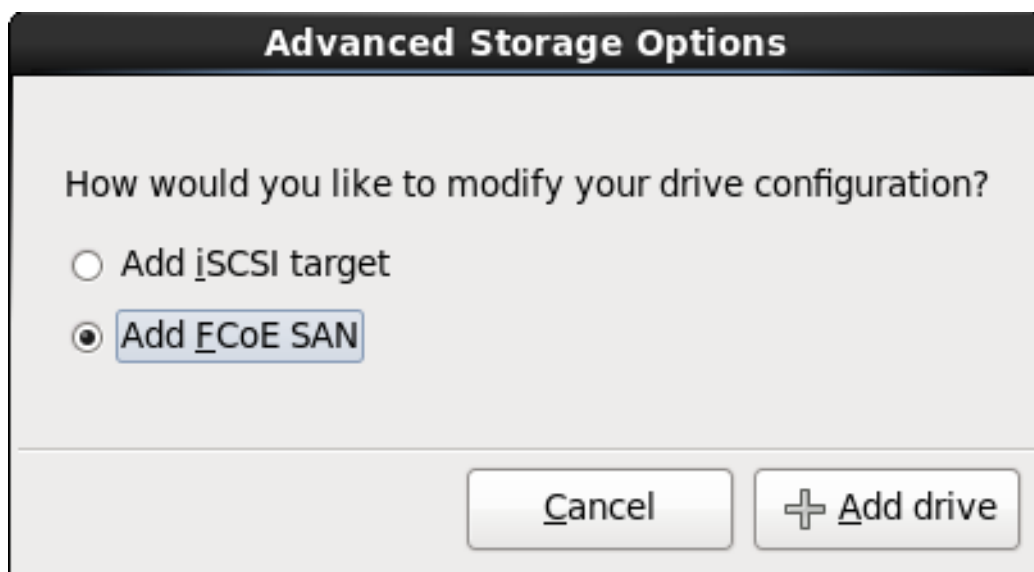 Advanced Storage Options
How would you like to modify your drive configuration?
Add iSCSI target
Add FCoE SAN
Cancel
Add drive